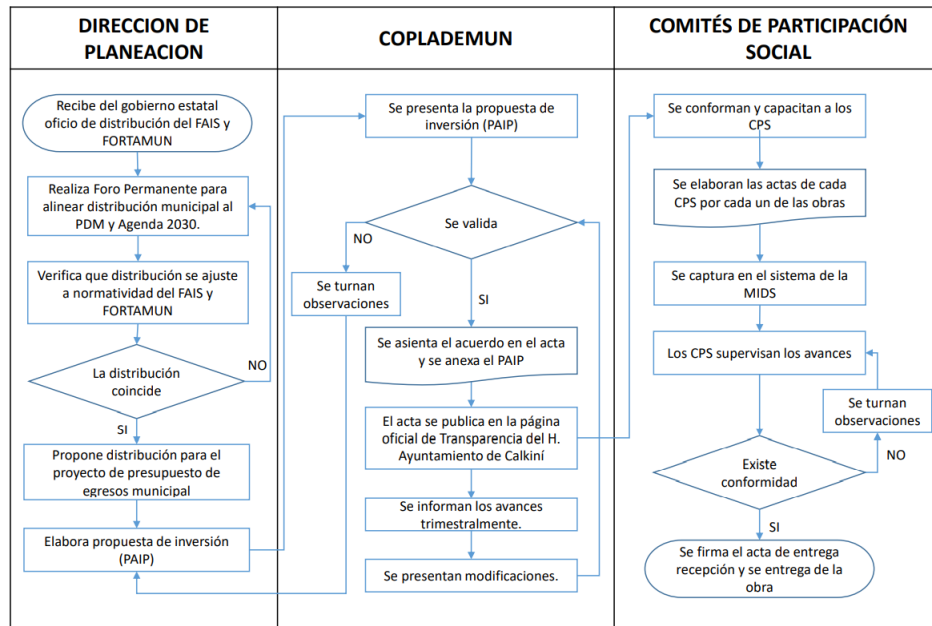 DIRECCION DE
PLANEACION
Recibe del gobierno estatal
oficio de distribución del FAIS y
FORTAMUN
Realiza Foro Permanente para
alinear distribución municipal al
PDM y Agenda 2030.
Verifica que distribución se ajuste
a normatividad del FAIS y
FORTAMUN
La distribución
coincide
NO
SI
Propone distribución para el
proyecto de presupuesto de
egresos municipal
Elabora propuesta de inversión
(PAIP)
COPLADEMUN
Se presenta la propuesta de
inversión (PAIP)
Se valida
NO
Se turnan
observaciones
SI
Se asienta el acuerdo en el acta
y se anexa el PAIP
El acta se publica en la página
oficial de Transparencia del H.
Ayuntamiento de Calkiní
Se informan los avances
trimestralmente.
Se presentan modificaciones.
COMITÉS DE PARTICIPACIÓN
SOCIAL
Se conforman y capacitan a los
CPS
Se elaboran las actas de cada
CPS por cada un de las obras
Se captura en el sistema de la
MIDS
Los CPS supervisan los avances
Se turnan
observaciones
Existe
conformidad
NO
SI
Se firma el acta de entrega
recepción y se entrega de la
obra